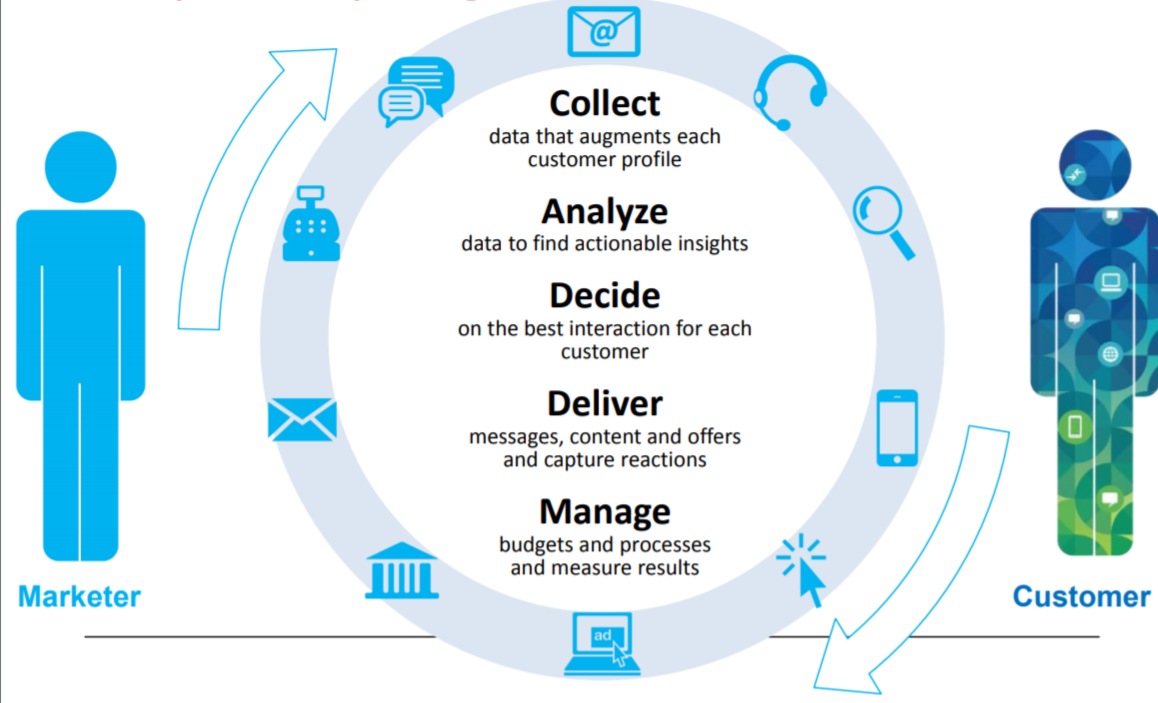 @
Collect
data that augments each
customer profile
Analyze
data to find actionable insights
Decide
on the best interaction for each
customer
Deliver
messages, content and offers
and capture reactions
Manage
budgets and processes
and measure results
Marketer
Customer
ad